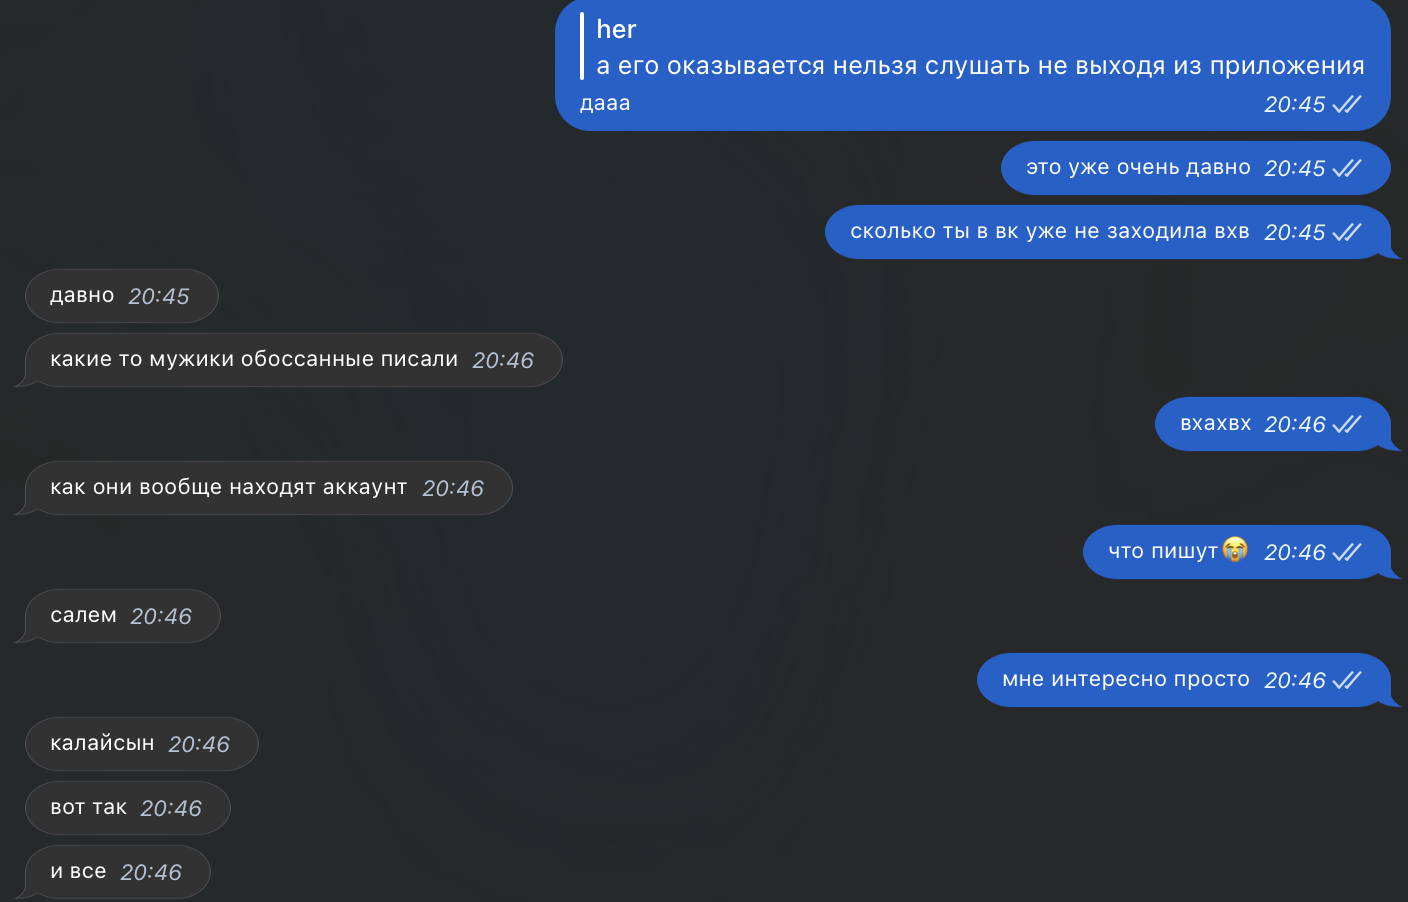 her
а его оказывается нельзя слушать не выходя из приложения
дааа 20:45
это уже очень давно 20:45
сколько ты в вк уже не заходила вхв 20:45
давно 20:45
какие то мужики обоссанные писали 20:46
вхахвх 20:46
как они вообще находят аккаунт 20:46
что пишут😭 20:46
салем 20:46
мне интересно просто 20:46
калайсын 20:46
вот так 20:46
и все 20:46